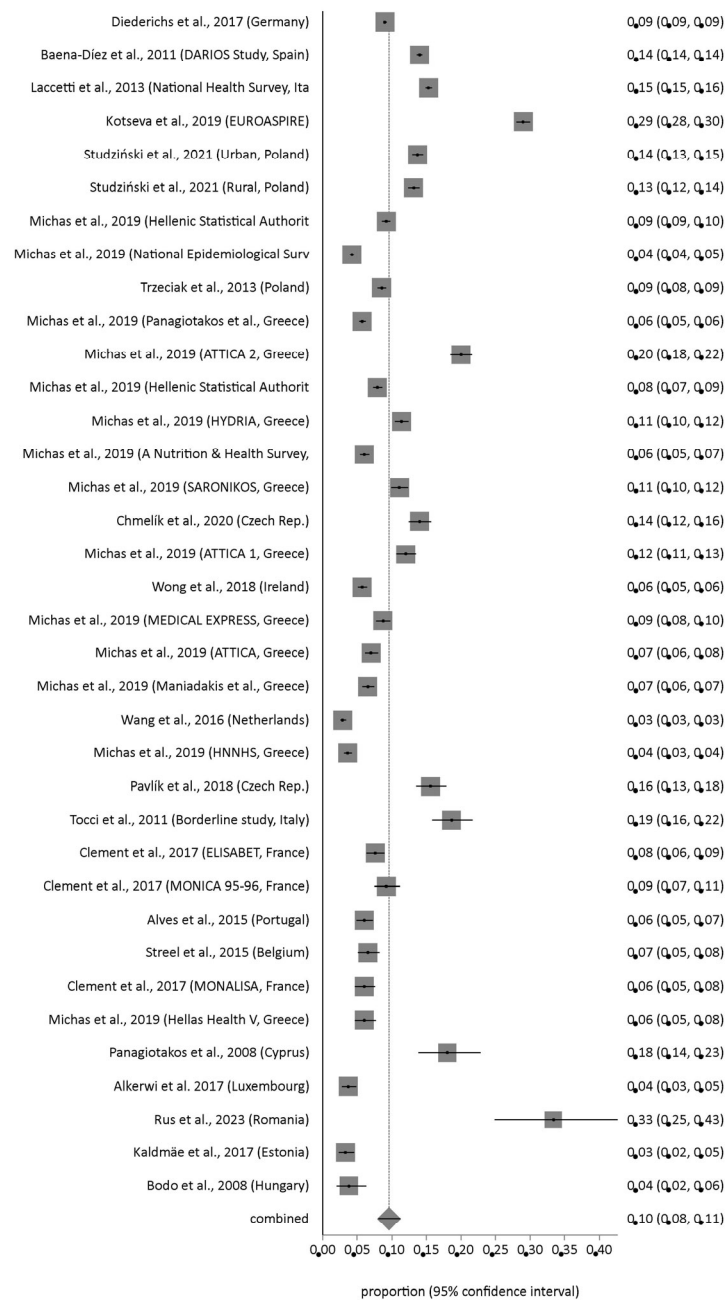 Diederichs et al., 2017 (Germany) 0.09 (0.09, 0.09)
Baena-Díez et al., 2011 (DARIOS Study, Spain) 0.14 (0.14, 0.14)
Laccetti et al., 2013 (National Health Survey, Ita 0.15 (0.15, 0.16)
Kotseva et al., 2019 (EUROASPIRE) 0.29 (0.28, 0.30)
Studziński et al., 2021 (Urban, Poland) 0.14 (0.13, 0.15)
Studziński et al., 2021 (Rural, Poland) 0.13 (0.12, 0.14)
Michas et al., 2019 (Hellenic Statistical Authorit 0.09 (0.09, 0.10)
Michas et al., 2019 (National Epidemiological Surv 0.04 (0.04, 0.05)
Trzeciak et al., 2013 (Poland) 0.09 (0.08, 0.09)
Michas et al., 2019 (Panagiotakos et al., Greece) 0.06 (0.05, 0.06)
Michas et al., 2019 (ATTICA 2, Greece) 0.20 (0.18, 0.22)
Michas et al., 2019 (Hellenic Statistical Authorit 0.08 (0.07, 0.09)
Michas et al., 2019 (HYDRIA, Greece) 0.11 (0.10, 0.12)
Michas et al., 2019 (A Nutrition & Health Survey, 0.06 (0.05, 0.07)
Michas et al., 2019 (SARONIKOS, Greece) 0.11 (0.10, 0.12)
Chmelík et al., 2020 (Czech Rep.) 0.14 (0.12, 0.16)
Michas et al., 2019 (ATTICA 1, Greece) 0.12 (0.11, 0.13)
Wong et al., 2018 (Ireland) 0.06 (0.05, 0.06)
Michas et al., 2019 (MEDICAL EXPRESS, Greece) 0.09 (0.08, 0.10)
Michas et al., 2019 (ATTICA, Greece) 0.07 (0.06, 0.08)
Michas et al., 2019 (Maniadakis et al., Greece) 0.07 (0.06, 0.07)
Wang et al., 2016 (Netherlands) 0.03 (0.03, 0.03)
Michas et al., 2019 (HNNHS, Greece) 0.04 (0.03, 0.04)
Pavlík et al., 2018 (Czech Rep.) 0.16 (0.13, 0.18)
Tocci et al., 2011 (Borderline study, Italy) 0.19 (0.16, 0.22)
Clement et al., 2017 (ELISABET, France) 0.08 (0.06, 0.09)
Clement et al., 2017 (MONICA 95-96, France) 0.09 (0.07, 0.11)
Alves et al., 2015 (Portugal) 0.06 (0.05, 0.07)
Streel et al., 2015 (Belgium) 0.07 (0.05, 0.08)
Clement et al., 2017 (MONALISA, France) 0.06 (0.05, 0.08)
Michas et al., 2019 (Hellas Health V, Greece) 0.06 (0.05, 0.08)
Panagiotakos et al., 2008 (Cyprus) 0.18 (0.14, 0.23)
Alkerwi et al. 2017 (Luxembourg) 0.04 (0.03, 0.05)
Rus et al., 2023 (Romania) 0.33 (0.25, 0.43)
Kaldmäe et al., 2017 (Estonia) 0.03 (0.02, 0.05)
Bodo et al., 2008 (Hungary) 0.04 (0.02, 0.06)
combined 0.10 (0.08, 0.11)
0.00 0.05 0.10 0.15 0.20 0.25 0.30 0.35 0.40
proportion (95% confidence interval)